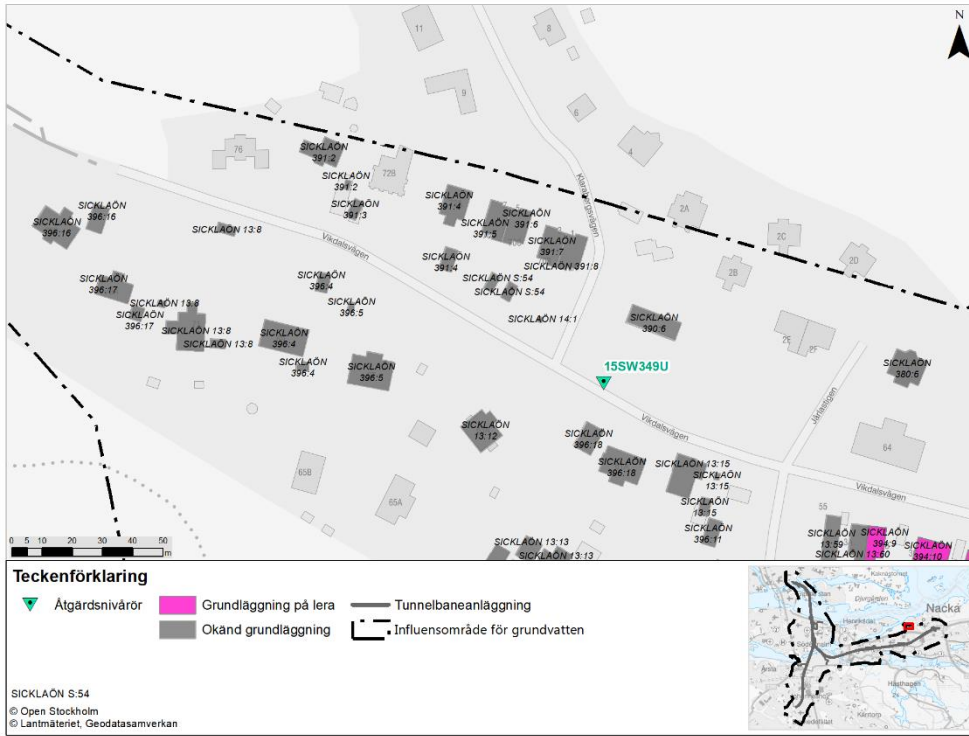 N
11
8
9
6
4
76
SICKLAÖN
391:2
72B
SICKLAÖN
391:2
SICKLAÖN
391:3
SICKLAÖN
391:4
SICKLAÖN
391:5
SICKLAÖN
391:6
SICKLAÖN
391:7
SICKLAÖN 391:8
SICKLAÖN
391:4
SICKLAÖN S:54
SICKLAÖN S:54
SICKLAÖN 14:1
Klarabergsvägen
2A
2C
2B
2D
2E
2F
SICKLAÖN
396:16
SICKLAÖN
396:16
SICKLAÖN 13:8
Vikdalsvägen
SICKLAÖN
396:17
SICKLAÖN 13:8
SICKLAÖN
396:17
SICKLAÖN 13:8
SICKLAÖN 13:8
SICKLAÖN
396:4
SICKLAÖN
396:5
SICKLAÖN
396:4
SICKLAÖN
396:4
SICKLAÖN
396:5
SICKLAÖN
390:6
15SW349U
SICKLAÖN
380:6
Järlastigen
64
Vikdalsvägen
Vikdalsvägen
SICKLAÖN
13:12
65B
65A
SICKLAÖN
396:18
SICKLAÖN
396:18
SICKLAÖN 13:15
SICKLAÖN
13:15
SICKLAÖN
13:15
SICKLAÖN
396:11
55
SICKLAÖN
13:59
SICKLAÖN
394:9
SICKLAÖN 13:60
SICKLAÖN
394:10
SICKLAÖN 13:13
SICKLAÖN 13:13
0 5 10 20 30 40 50
m
Teckenförklaring
Åtgärdsnivårör
Grundläggning på lera
Okänd grundläggning
Tunnelbaneanläggning
Influensområde för grundvatten
SICKLAÖN S:54
© Open Stockholm
© Lantmäteriet, Geodatasamverkan
Djurgården
Nacka
Årsta
Hästhagen
Kärrtorp